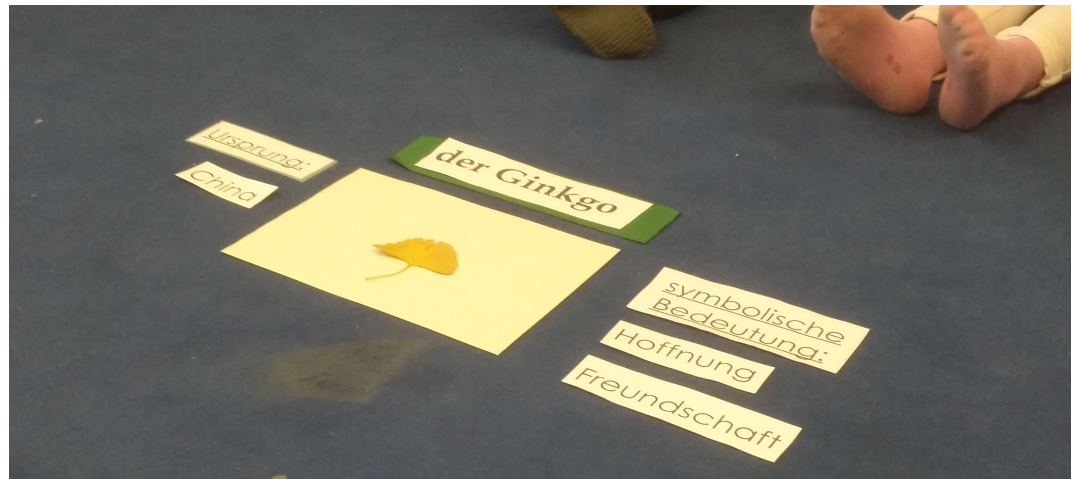 der Ginkgo
Ursprung:
China
symbolische
Bedeutung:
Hoffnung
Freundschaft